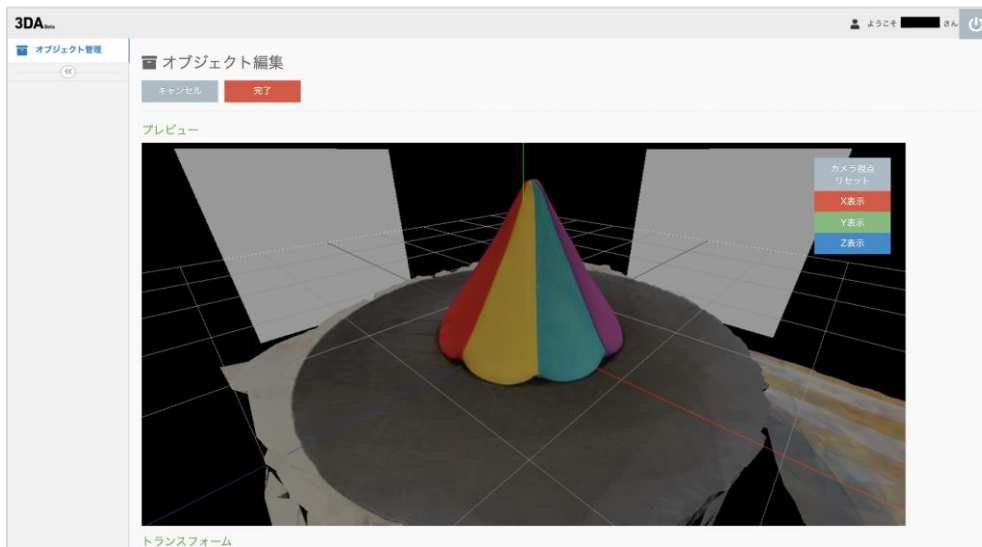 3DA Beta
ようこそ さん
オブジェクト管理
オブジェクト編集
キャンセル 完了
プレビュー
カメラ視点
リセット
X表示
Y表示
Z表示
トランスフォーム